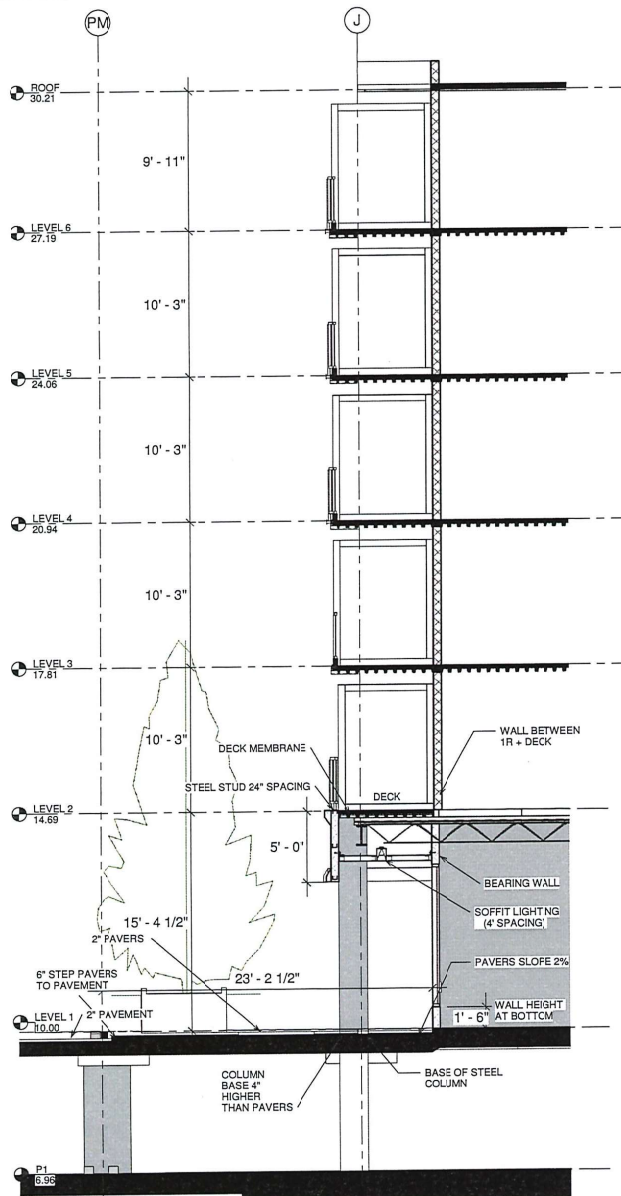 PM
J
ROOF
30.21
9' - 11"
LEVEL 6
27.19
10' - 3"
LEVEL 5
24.06
10' - 3"
LEVEL 4
20.94
10' - 3"
LEVEL 3
17.81
10' - 3"
WALL BETWEEN
1R + DECK
DECK MEMBRANE
STEEL STUD 24" SPACING
DECK
LEVEL 2
14.69
5' - 0'
BEARING WALL
SOFFIT LIGHTNG
(4' SPACING)
15' - 4 1/2"
2" PAVERS
6" STEP PAVERS
TO PAVEMENT
23' - 2 1/2"
PAVERS SLOFE 2%
2" PAVEMENT
LEVEL 1
10.00
1' - 6"
WALL HEIGHT
AT BOTTCM
COLUMN
BASE 4"
HIGHER
THAN PAVERS
BASE OF STEEL
COLUMN
P1
6.96